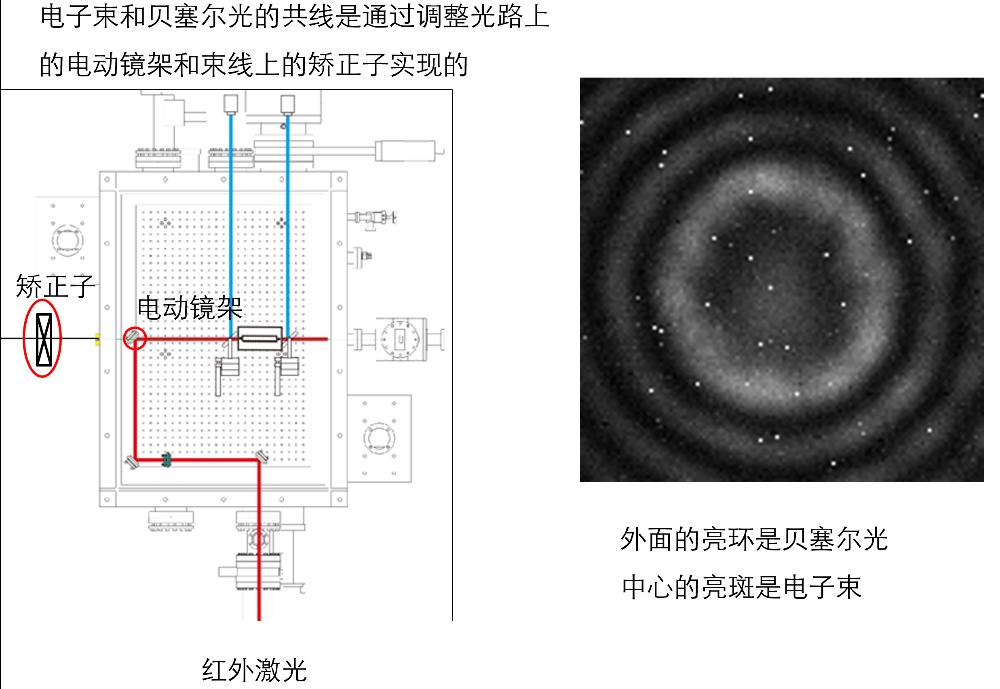 电子束和贝塞尔光的共线是通过调整光路上
的电动镜架和束线上的矫正子实现的
矫正子
电动镜架
外面的亮环是贝塞尔光
中心的亮斑是电子束
红外激光